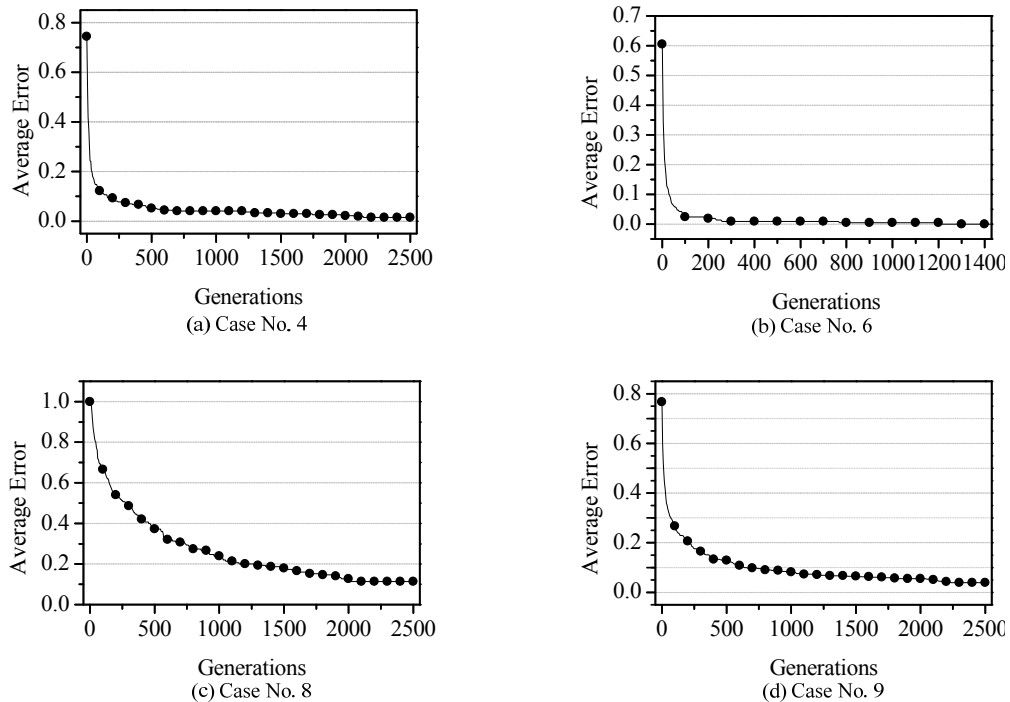 0.8
0.6
0.4
0.2
0.0
Average Error
0 500 1000 1500 2000 2500
Generations
(a) Case No. 4
0.7
0.6
0.5
0.4
0.3
0.2
0.1
0.0
Average Error
0 200 400 600 800 1000 1200 1400
Generations
(b) Case No. 6
1.0
0.8
0.6
0.4
0.2
0.0
Average Error
0 500 1000 1500 2000 2500
Generations
(c) Case No. 8
0.8
0.6
0.4
0.2
0.0
Average Error
0 500 1000 1500 2000 2500
Generations
(d) Case No. 9